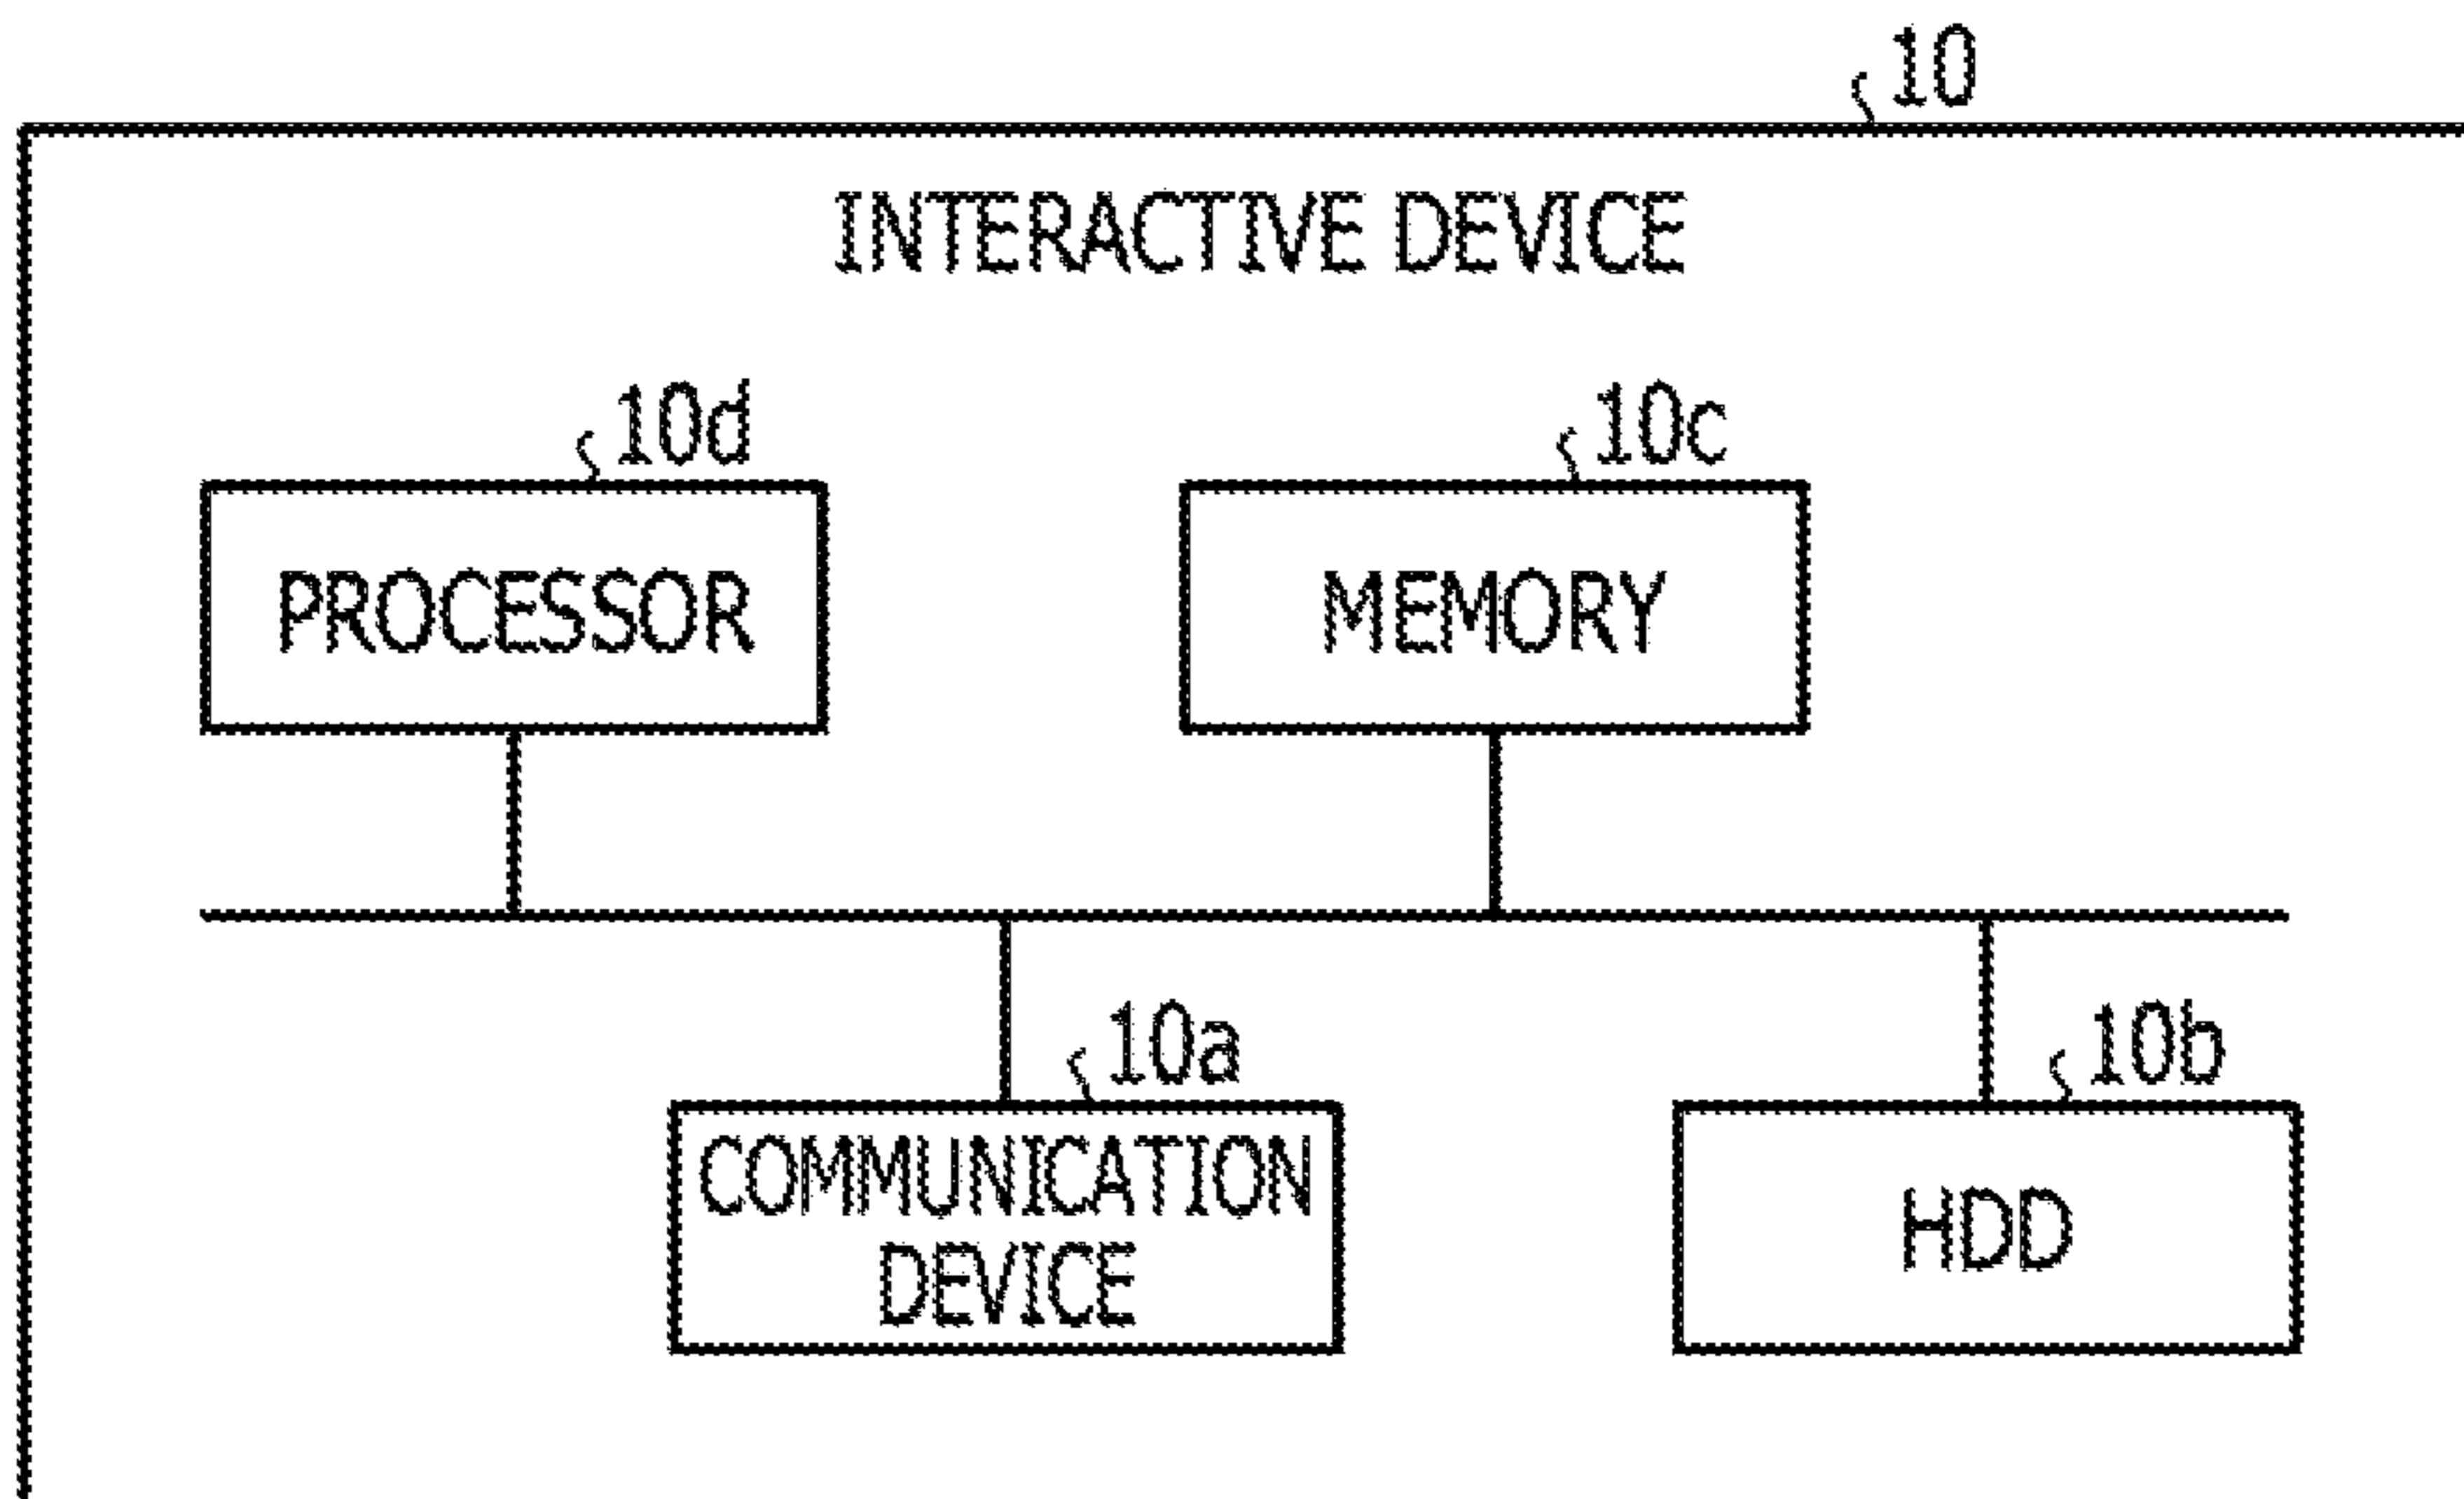 10
INTERACTIVE DEVICE
10d
10c
PROCESSOR
MEMORY
10a
10b
COMMUNICATION
DEVICE
HDD